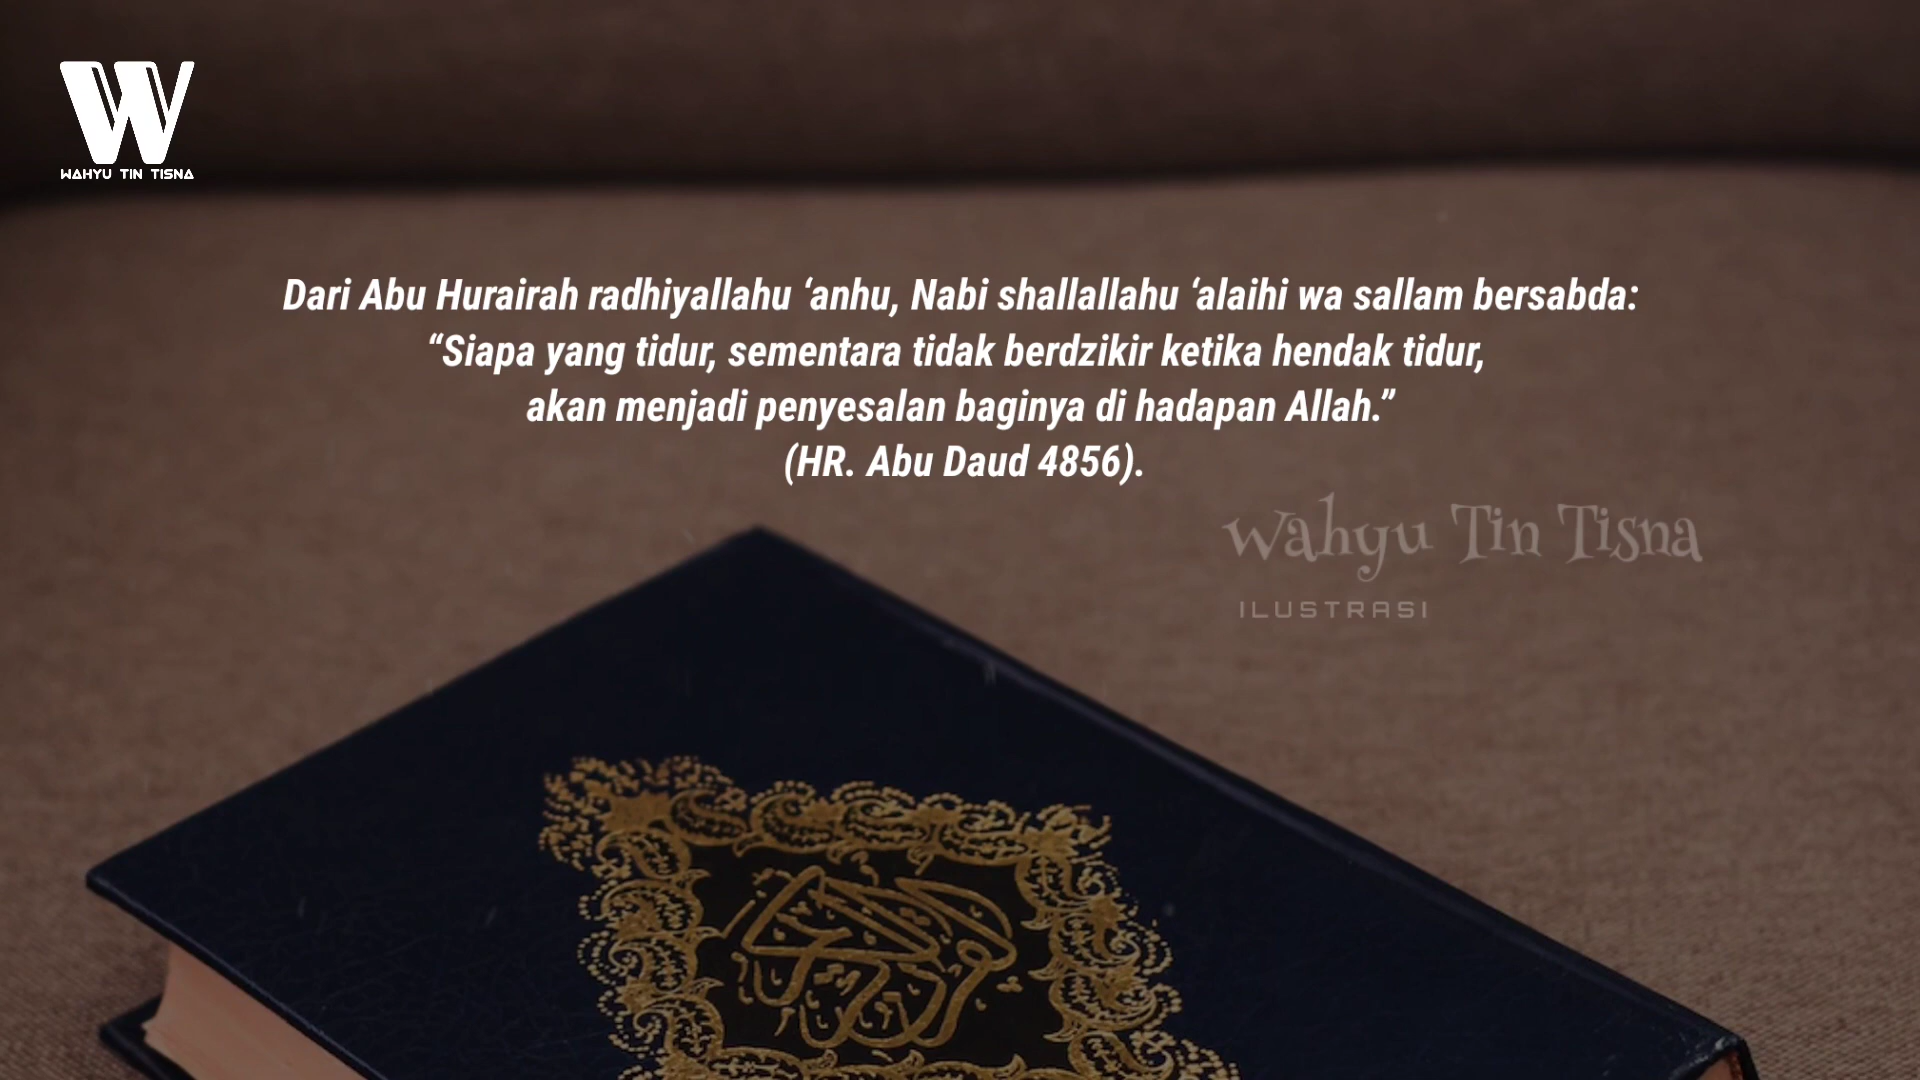 W
WAHYU TIN TISNA
Dari Abu Hurairah radhiyallahu ‘anhu, Nabi shallallahu ‘alaihi wa sallam bersabda:
“Siapa yang tidur, sementara tidak berdzikir ketika hendak tidur,
akan menjadi penyesalan baginya di hadapan Allah.”
(HR. Abu Daud 4856).
Wahyu Tin Tisna
ILUSTRASI
القرآن الكريم